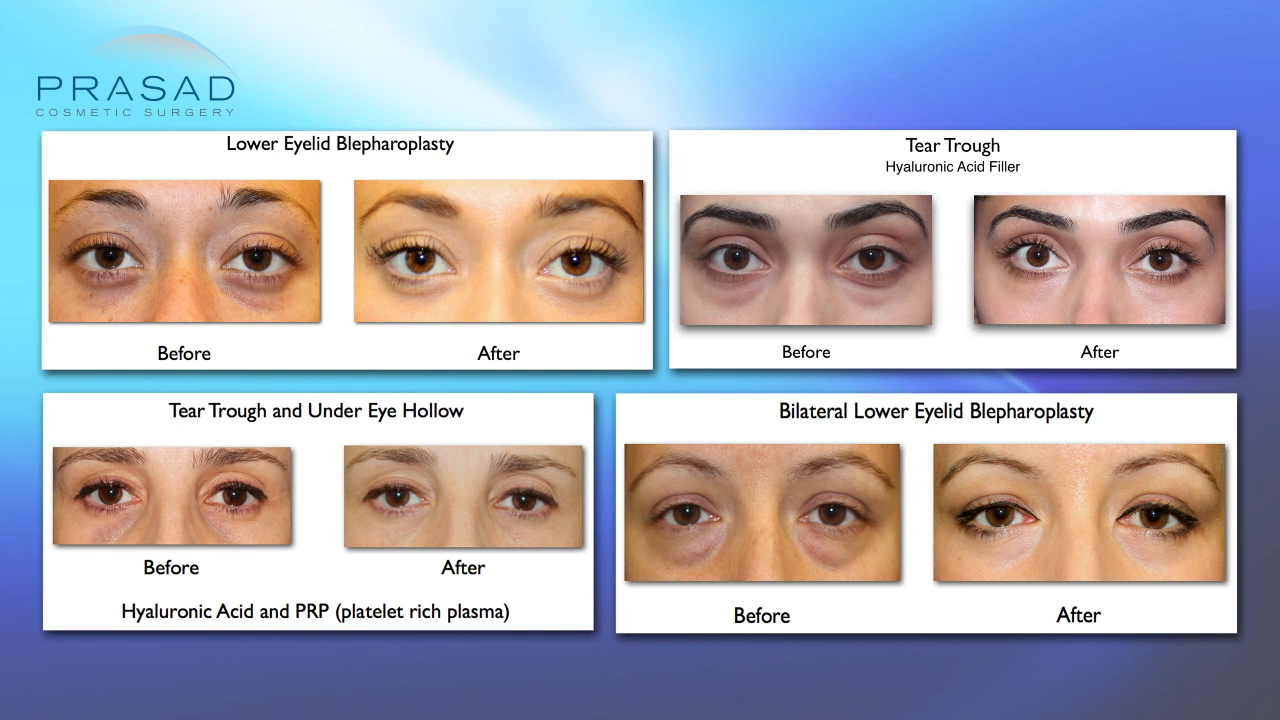 PRASAD
COSMETIC SURGERY
Lower Eyelid Blepharoplasty
Before
After
Tear Trough
Hyaluronic Acid Filler
Before
After
Tear Trough and Under Eye Hollow
Before
After
Hyaluronic Acid and PRP (platelet rich plasma)
Bilateral Lower Eyelid Blepharoplasty
Before
After